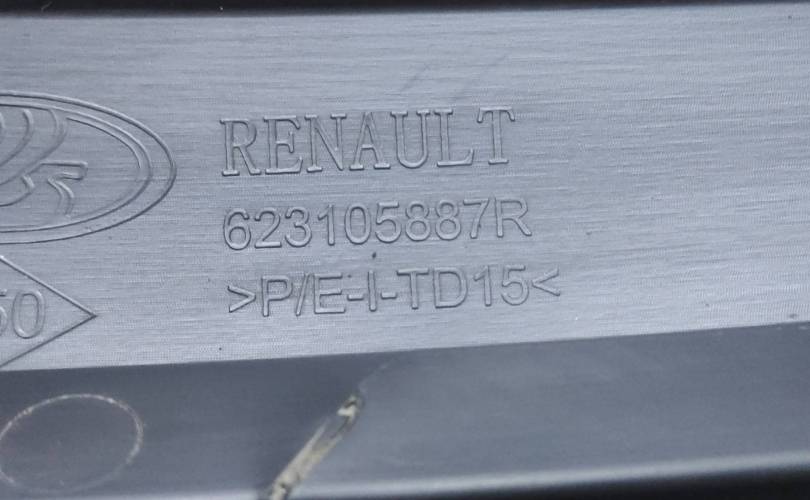 RENAULT
623105887R
>P/E-I-TD15<